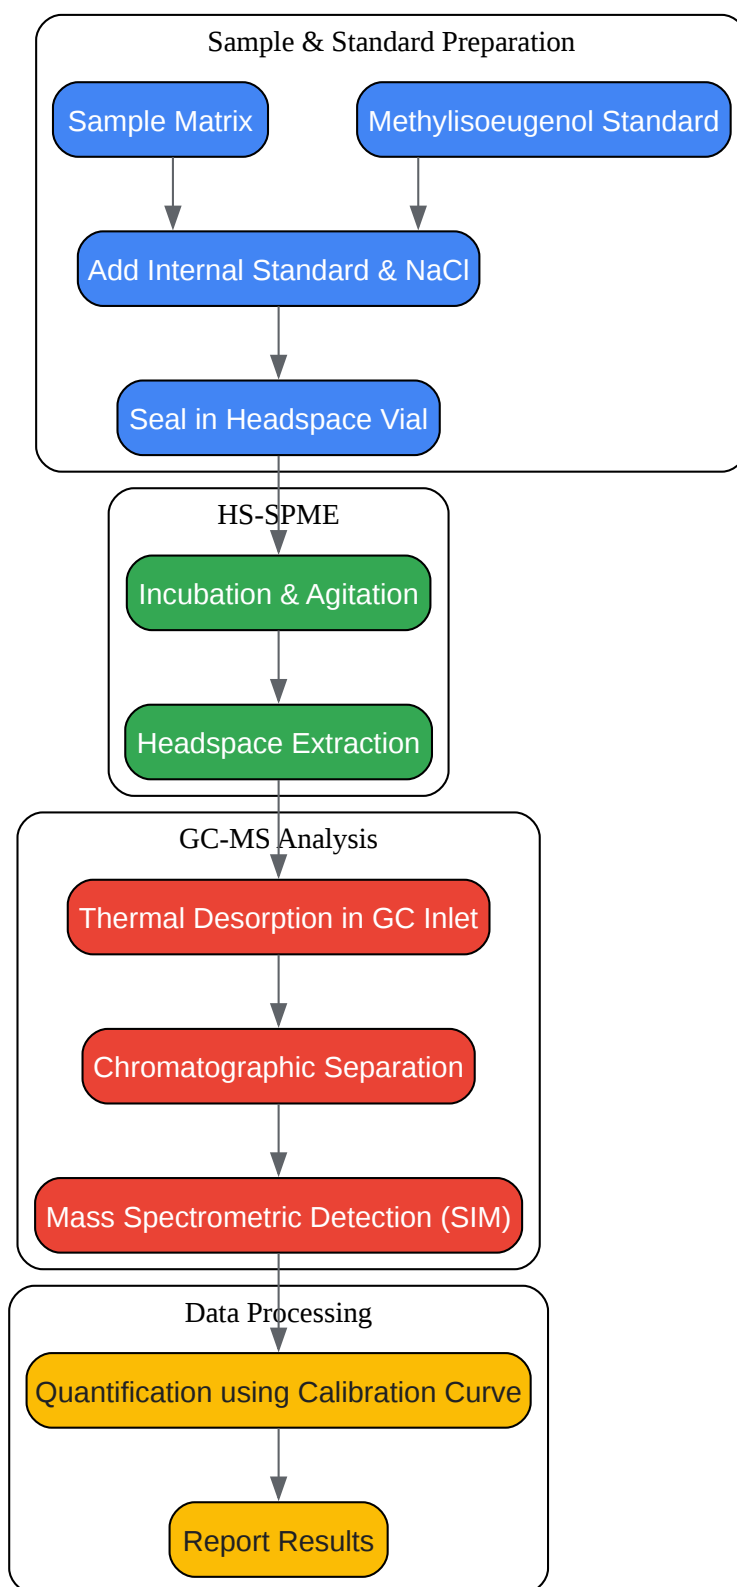 Sample & Standard Preparation
Sample Matrix
Methylisoeugenol Standard
Add Internal Standard & NaCl
Seal in Headspace Vial
HS-SPME
Incubation & Agitation
Headspace Extraction
GC-MS Analysis
Thermal Desorption in GC Inlet
Chromatographic Separation
Mass Spectrometric Detection (SIM)
Data Processing
Quantification using Calibration Curve
Report Results